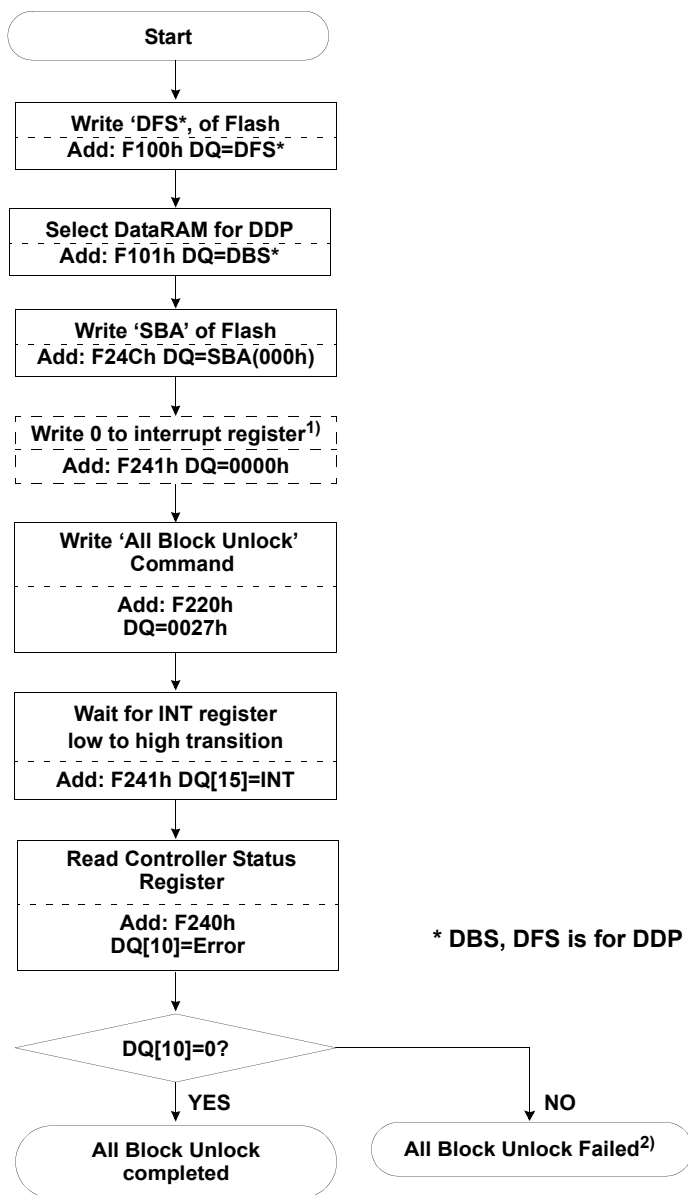 Start
Write ‘DFS*, of Flash
Add: F100h DQ=DFS*
Select DataRAM for DDP
Add: F101h DQ=DBS*
Write ‘SBA’ of Flash
Add: F24Ch DQ=SBA(000h)
Write 0 to interrupt register1)
Add: F241h DQ=0000h
Write ‘All Block Unlock’
Command
Add: F220h
DQ=0027h
Wait for INT register
low to high transition
Add: F241h DQ[15]=INT
Read Controller Status
Register
Add: F240h
DQ[10]=Error
* DBS, DFS is for DDP
DQ[10]=0?
YES
NO
All Block Unlock
completed
All Block Unlock Failed2)